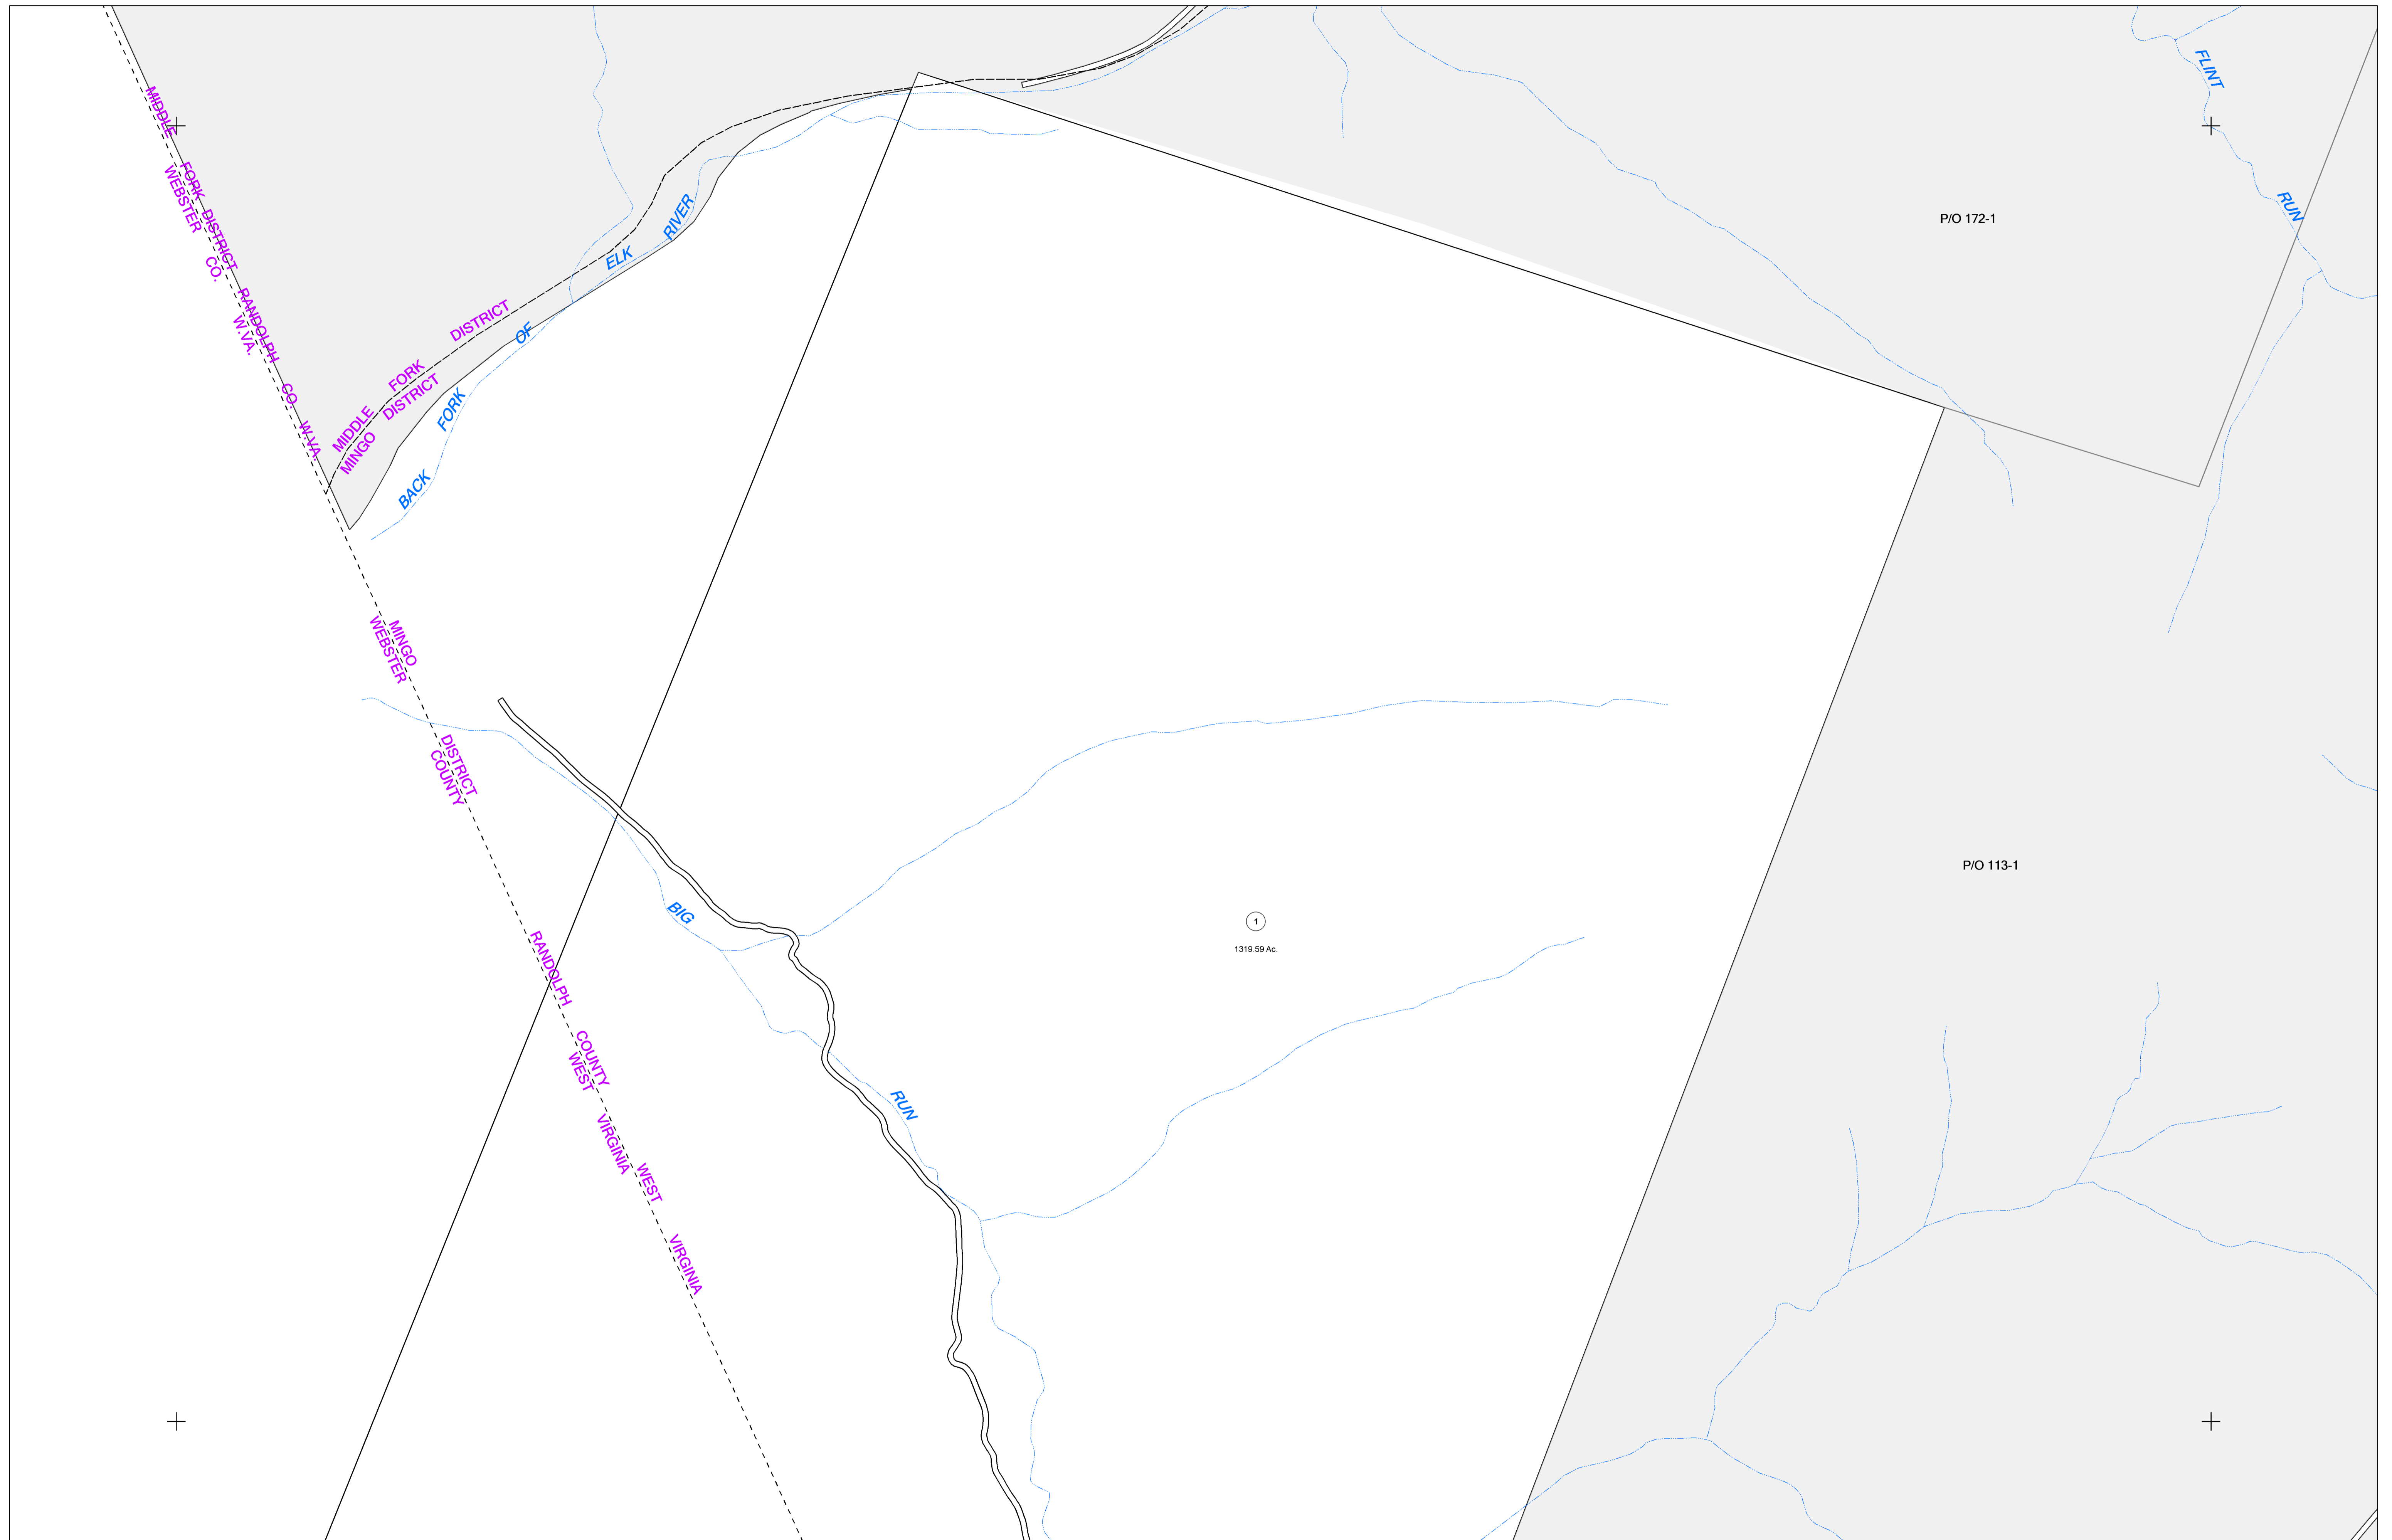 MIDDLE FORK DISTRICT RANDOLPH CO. W.VA.
WEBSTER CO. W.VA.
MIDDLE FORK DISTRICT
MINGO DISTRICT
BACK FORK OF ELK RIVER
FLINT RUN
P/O 172-1
MINGO DISTRICT RANDOLPH COUNTY WEST VIRGINIA
WEBSTER COUNTY WEST VIRGINIA
P/O 113-1
BIG RUN
1
1319.59 Ac.